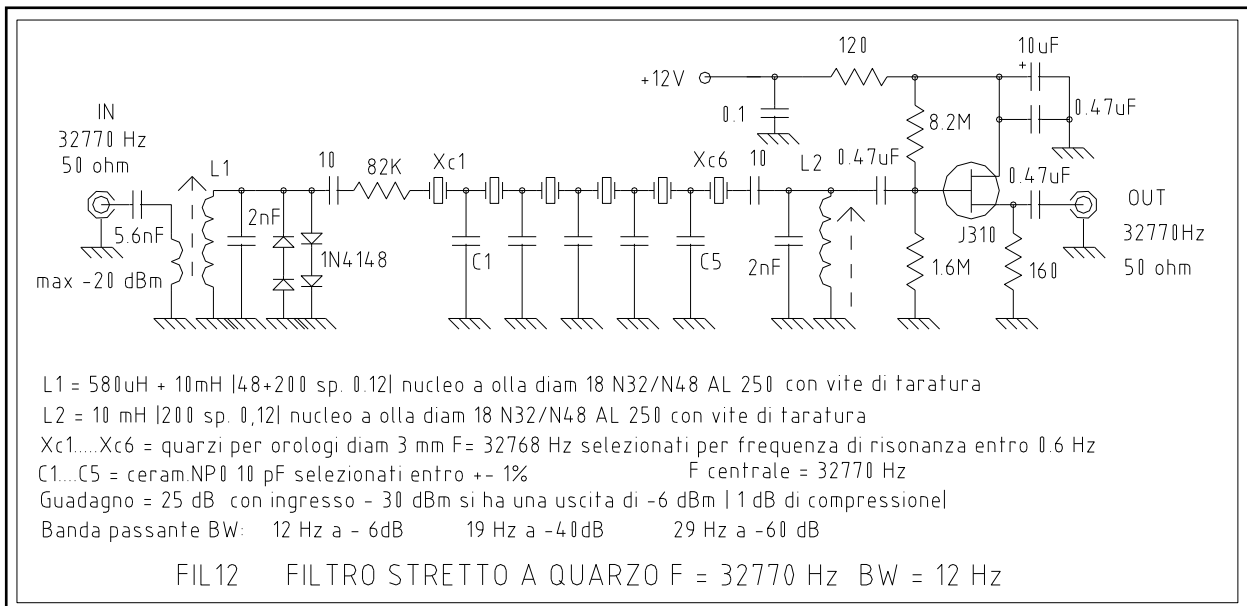 120
10uF
+
+12V
IN
32770 Hz
50 ohm
0.1
8.2M
0.47uF
L1
10
82K
Xc1
Xc6
10
L2
0.47uF
0.47uF
5.6nF
2nF
1N4148
C1
C5
2nF
J310
OUT
32770Hz
50 ohm
max -20 dBm
1.6M
160
L1 = 580uH + 10mH |48+200 sp. 0.12| nucleo a olla diam 18 N32/N48 AL 250 con vite di taratura
L2 = 10 mH |200 sp. 0,12| nucleo a olla diam 18 N32/N48 AL 250 con vite di taratura
Xc1.....Xc6 = quarzi per orologi diam 3 mm F= 32768 Hz selezionati per frequenza di risonanza entro 0.6 Hz
C1....C5 = ceram.NP0 10 pF selezionati entro +- 1% F centrale = 32770 Hz
Guadagno = 25 dB con ingresso - 30 dBm si ha una uscita di -6 dBm | 1 dB di compressione|
Banda passante BW: 12 Hz a - 6dB 19 Hz a -40dB 29 Hz a -60 dB
FIL12 FILTRO STRETTO A QUARZO F = 32770 Hz BW = 12 Hz